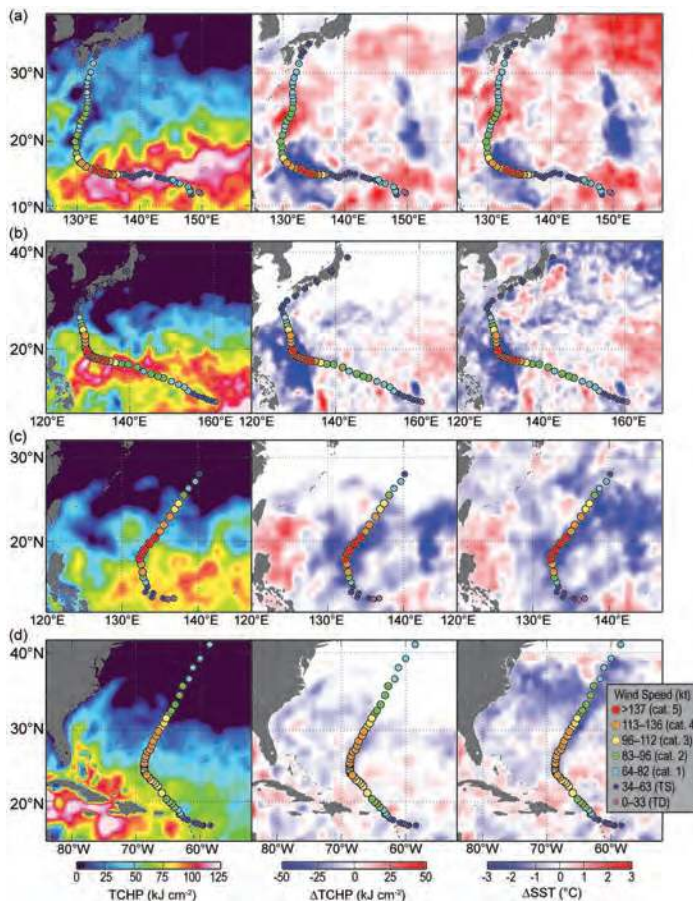 (a)
30°N
20°N
10°N
130°E 140°E 150°E 130°E 140°E 150°E 130°E 140°E 150°E
(b)
40°N
20°N
120°E 140°E 160°E 120°E 140°E 160°E 120°E 140°E 160°E
(c)
30°N
20°N
120°E 130°E 140°E 130°E 140°E 130°E 140°E
(d)
40°N
30°N
20°N
80°W 70°W 60°W 80°W 70°W 60°W 80°W 70°W 60°W
Wind Speed (kt)
>137 (cat. 5)
113–136 (cat. 4)
96–112 (cat. 3)
83–95 (cat. 2)
64–82 (cat. 1)
34–63 (TS)
0–33 (TD)
0 25 50 75 100 125
TCHP (kJ cm⁻²)
-50 -25 0 25 50
ΔTCHP (kJ cm⁻²)
-3 -2 -1 0 1 2 3
ΔSST (°C)